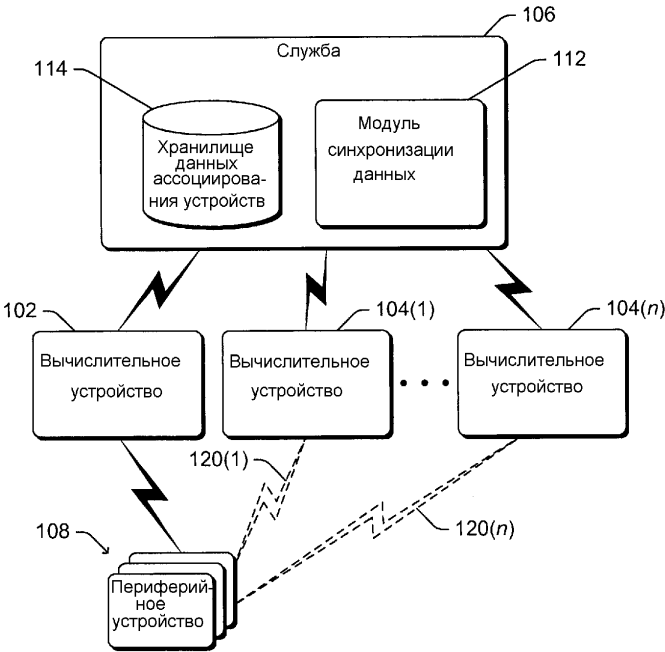 106
Служба
114
112
Хранилище
данных
ассоциирова-
ния устройств
Модуль
синхронизации
данных
102
104(1)
104(n)
Вычислительное
устройство
Вычислительное
устройство
Вычислительное
устройство
120(1)
120(n)
108
Периферий-
ное
устройство